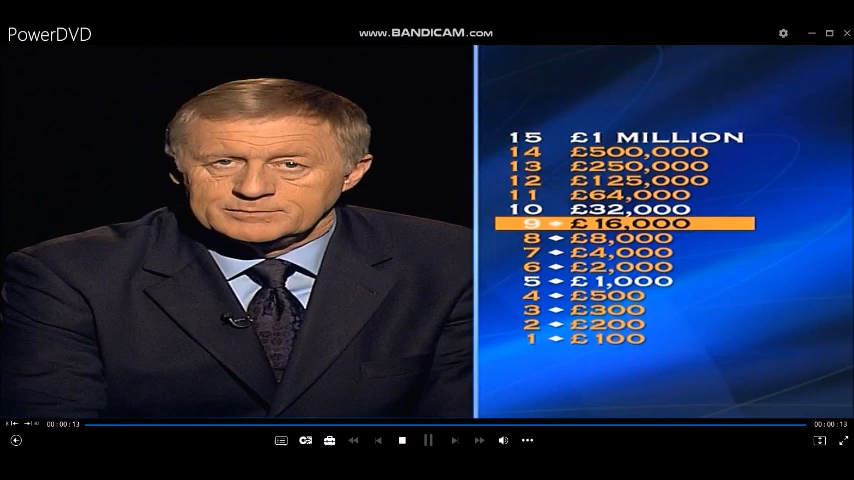 PowerDVD
www.BANDICAM.com
15 £1 MILLION
14 £500,000
13 £250,000
12 £125,000
11 £64,000
10 £32,000
9 ◆ £16,000
8 ◆ £8,000
7 ◆ £4,000
6 ◆ £2,000
5 ◆ £1,000
4 ◆ £500
3 ◆ £300
2 ◆ £200
1 ◆ £100
00:00:13
00:00:13